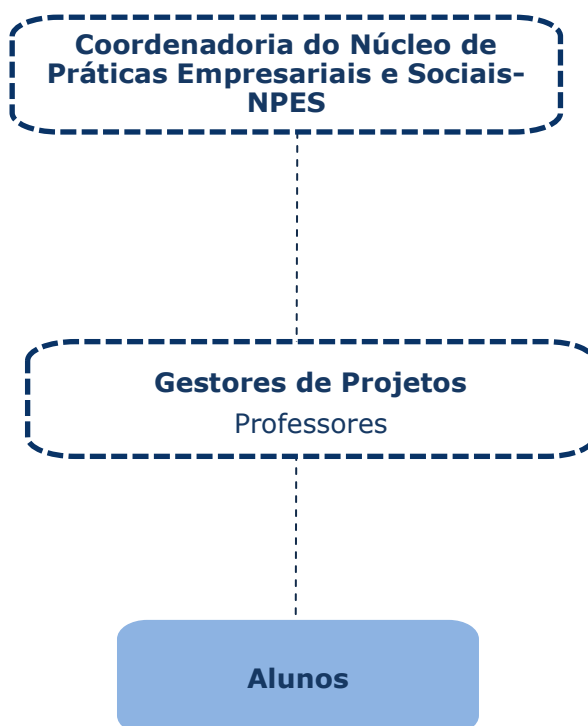 Coordenadoria do Núcleo de
Práticas Empresariais e Sociais-
NPES
Gestores de Projetos
Professores
Alunos